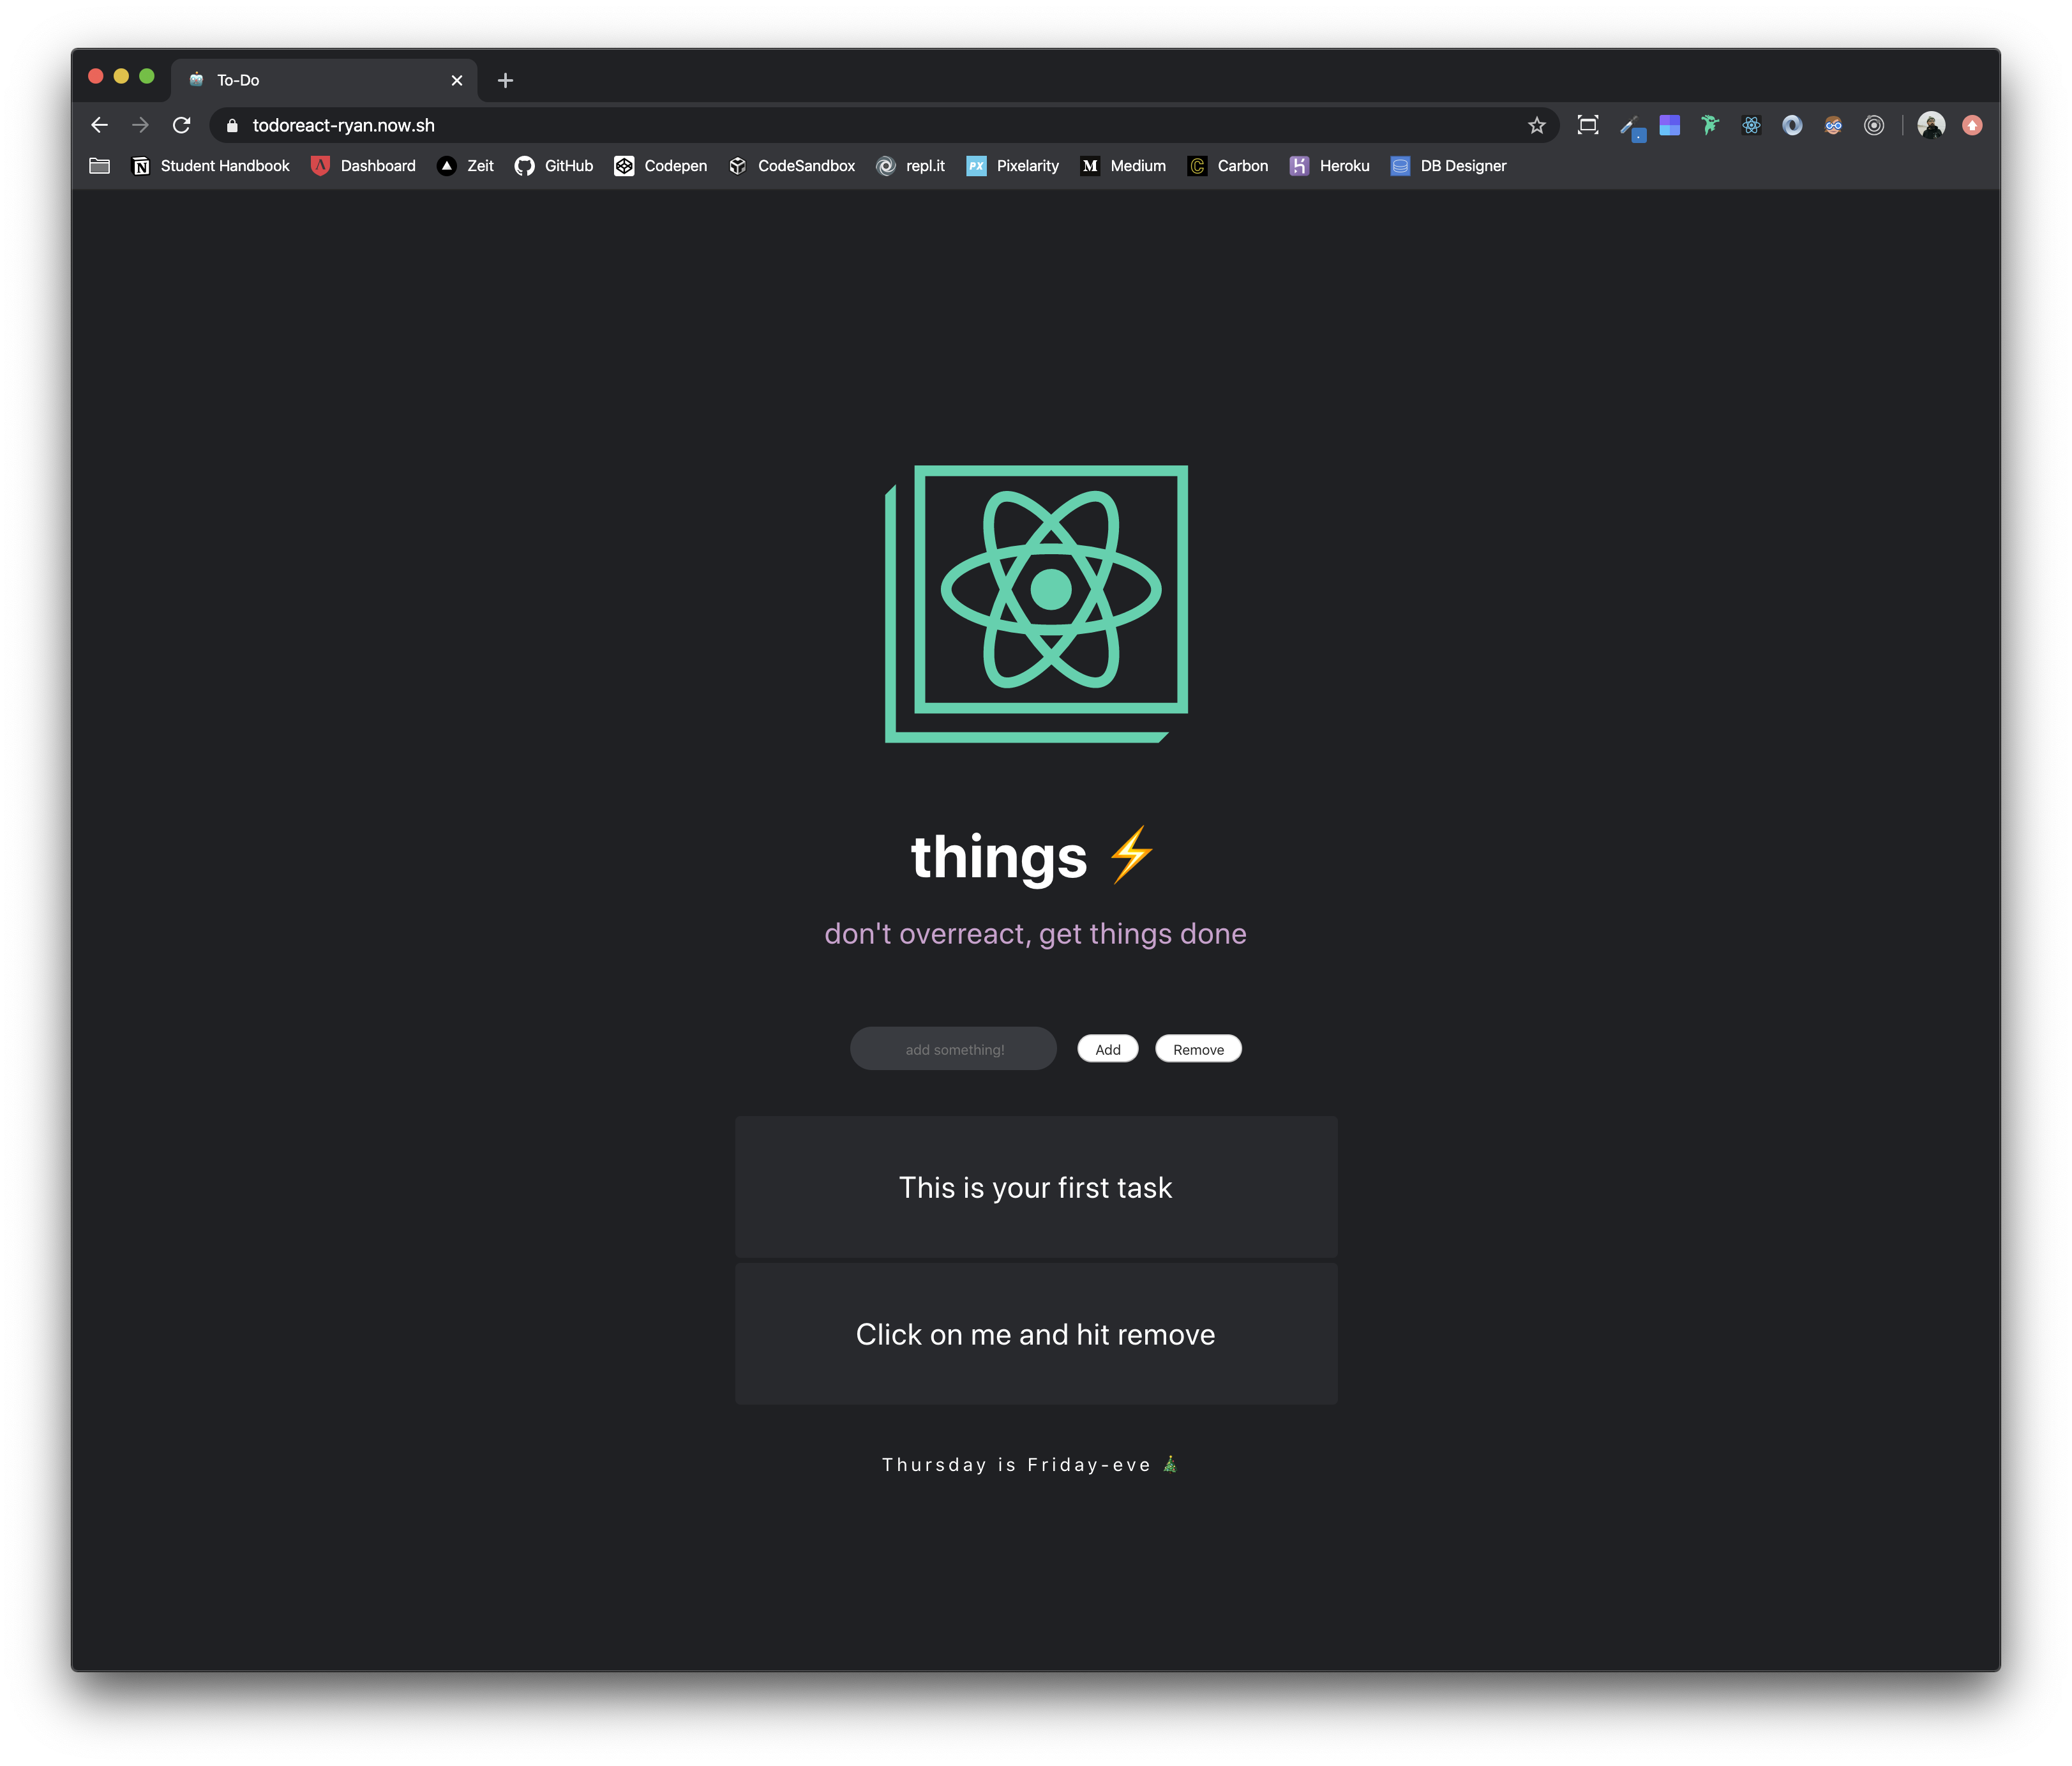 To-Do
todoreact-ryan.now.sh
Student Handbook Dashboard Zeit GitHub Codepen CodeSandbox repl.it PX Pixelarity M Medium Carbon Heroku DB Designer
things ⚡
don't overreact, get things done
add something! Add Remove
This is your first task
Click on me and hit remove
Thursday is Friday-eve 🎄